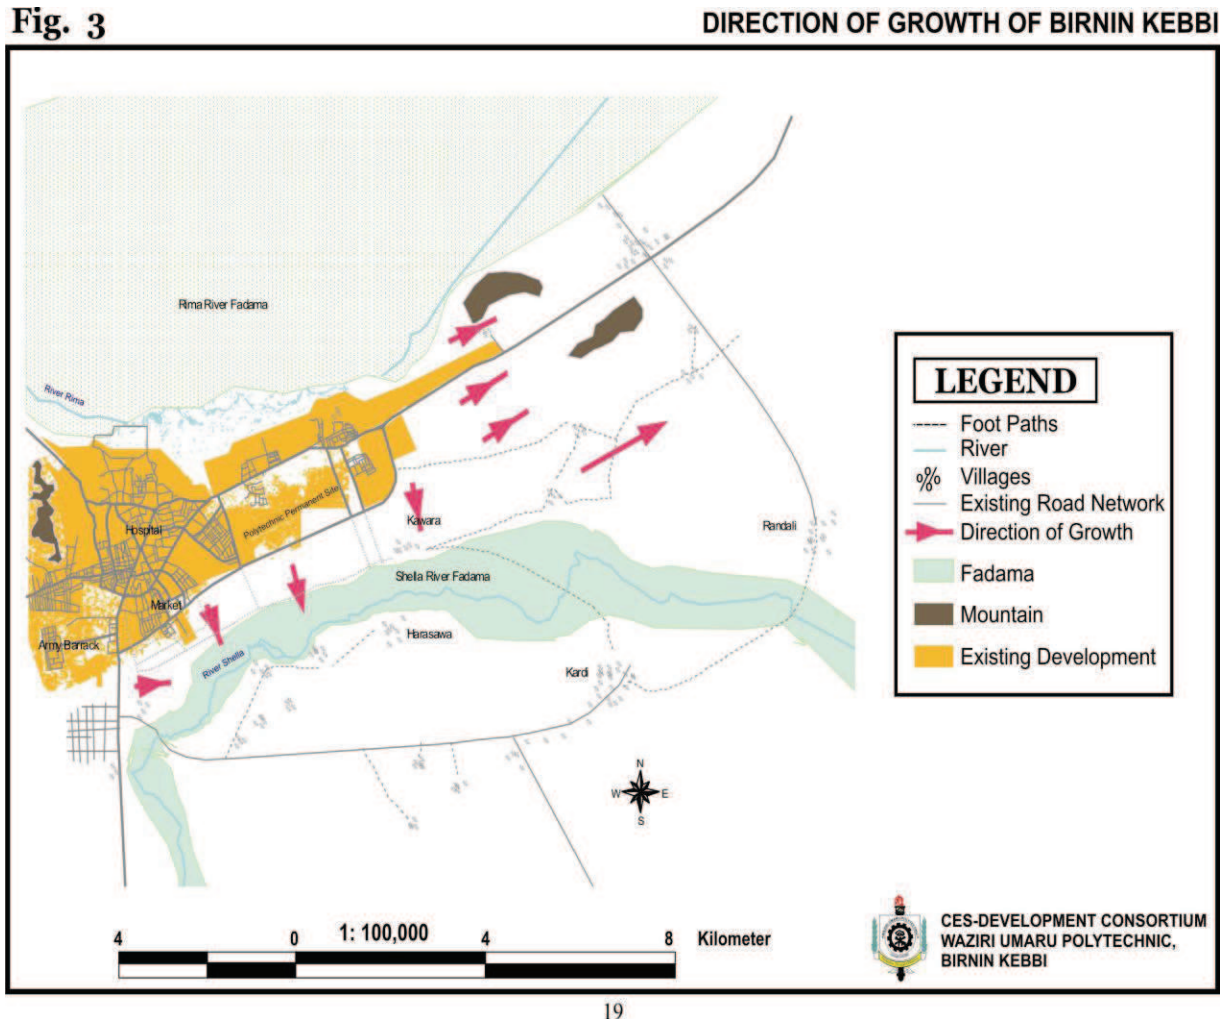 Fig. 3
DIRECTION OF GROWTH OF BIRNIN KEBBI
Rima River Fadama
River Rima
Hospital
Polytechnic Permanent Site
Kawara
Randali
Shella River Fadama
Market
Harasawa
Army Barrack
River Shella
Kardi
LEGEND
Foot Paths
River
Villages
Existing Road Network
Direction of Growth
Fadama
Mountain
Existing Development
N
W E
S
1: 100,000
4 0 4 8 Kilometer
CES-DEVELOPMENT CONSORTIUM
WAZIRI UMARU POLYTECHNIC,
BIRNIN KEBBI
19